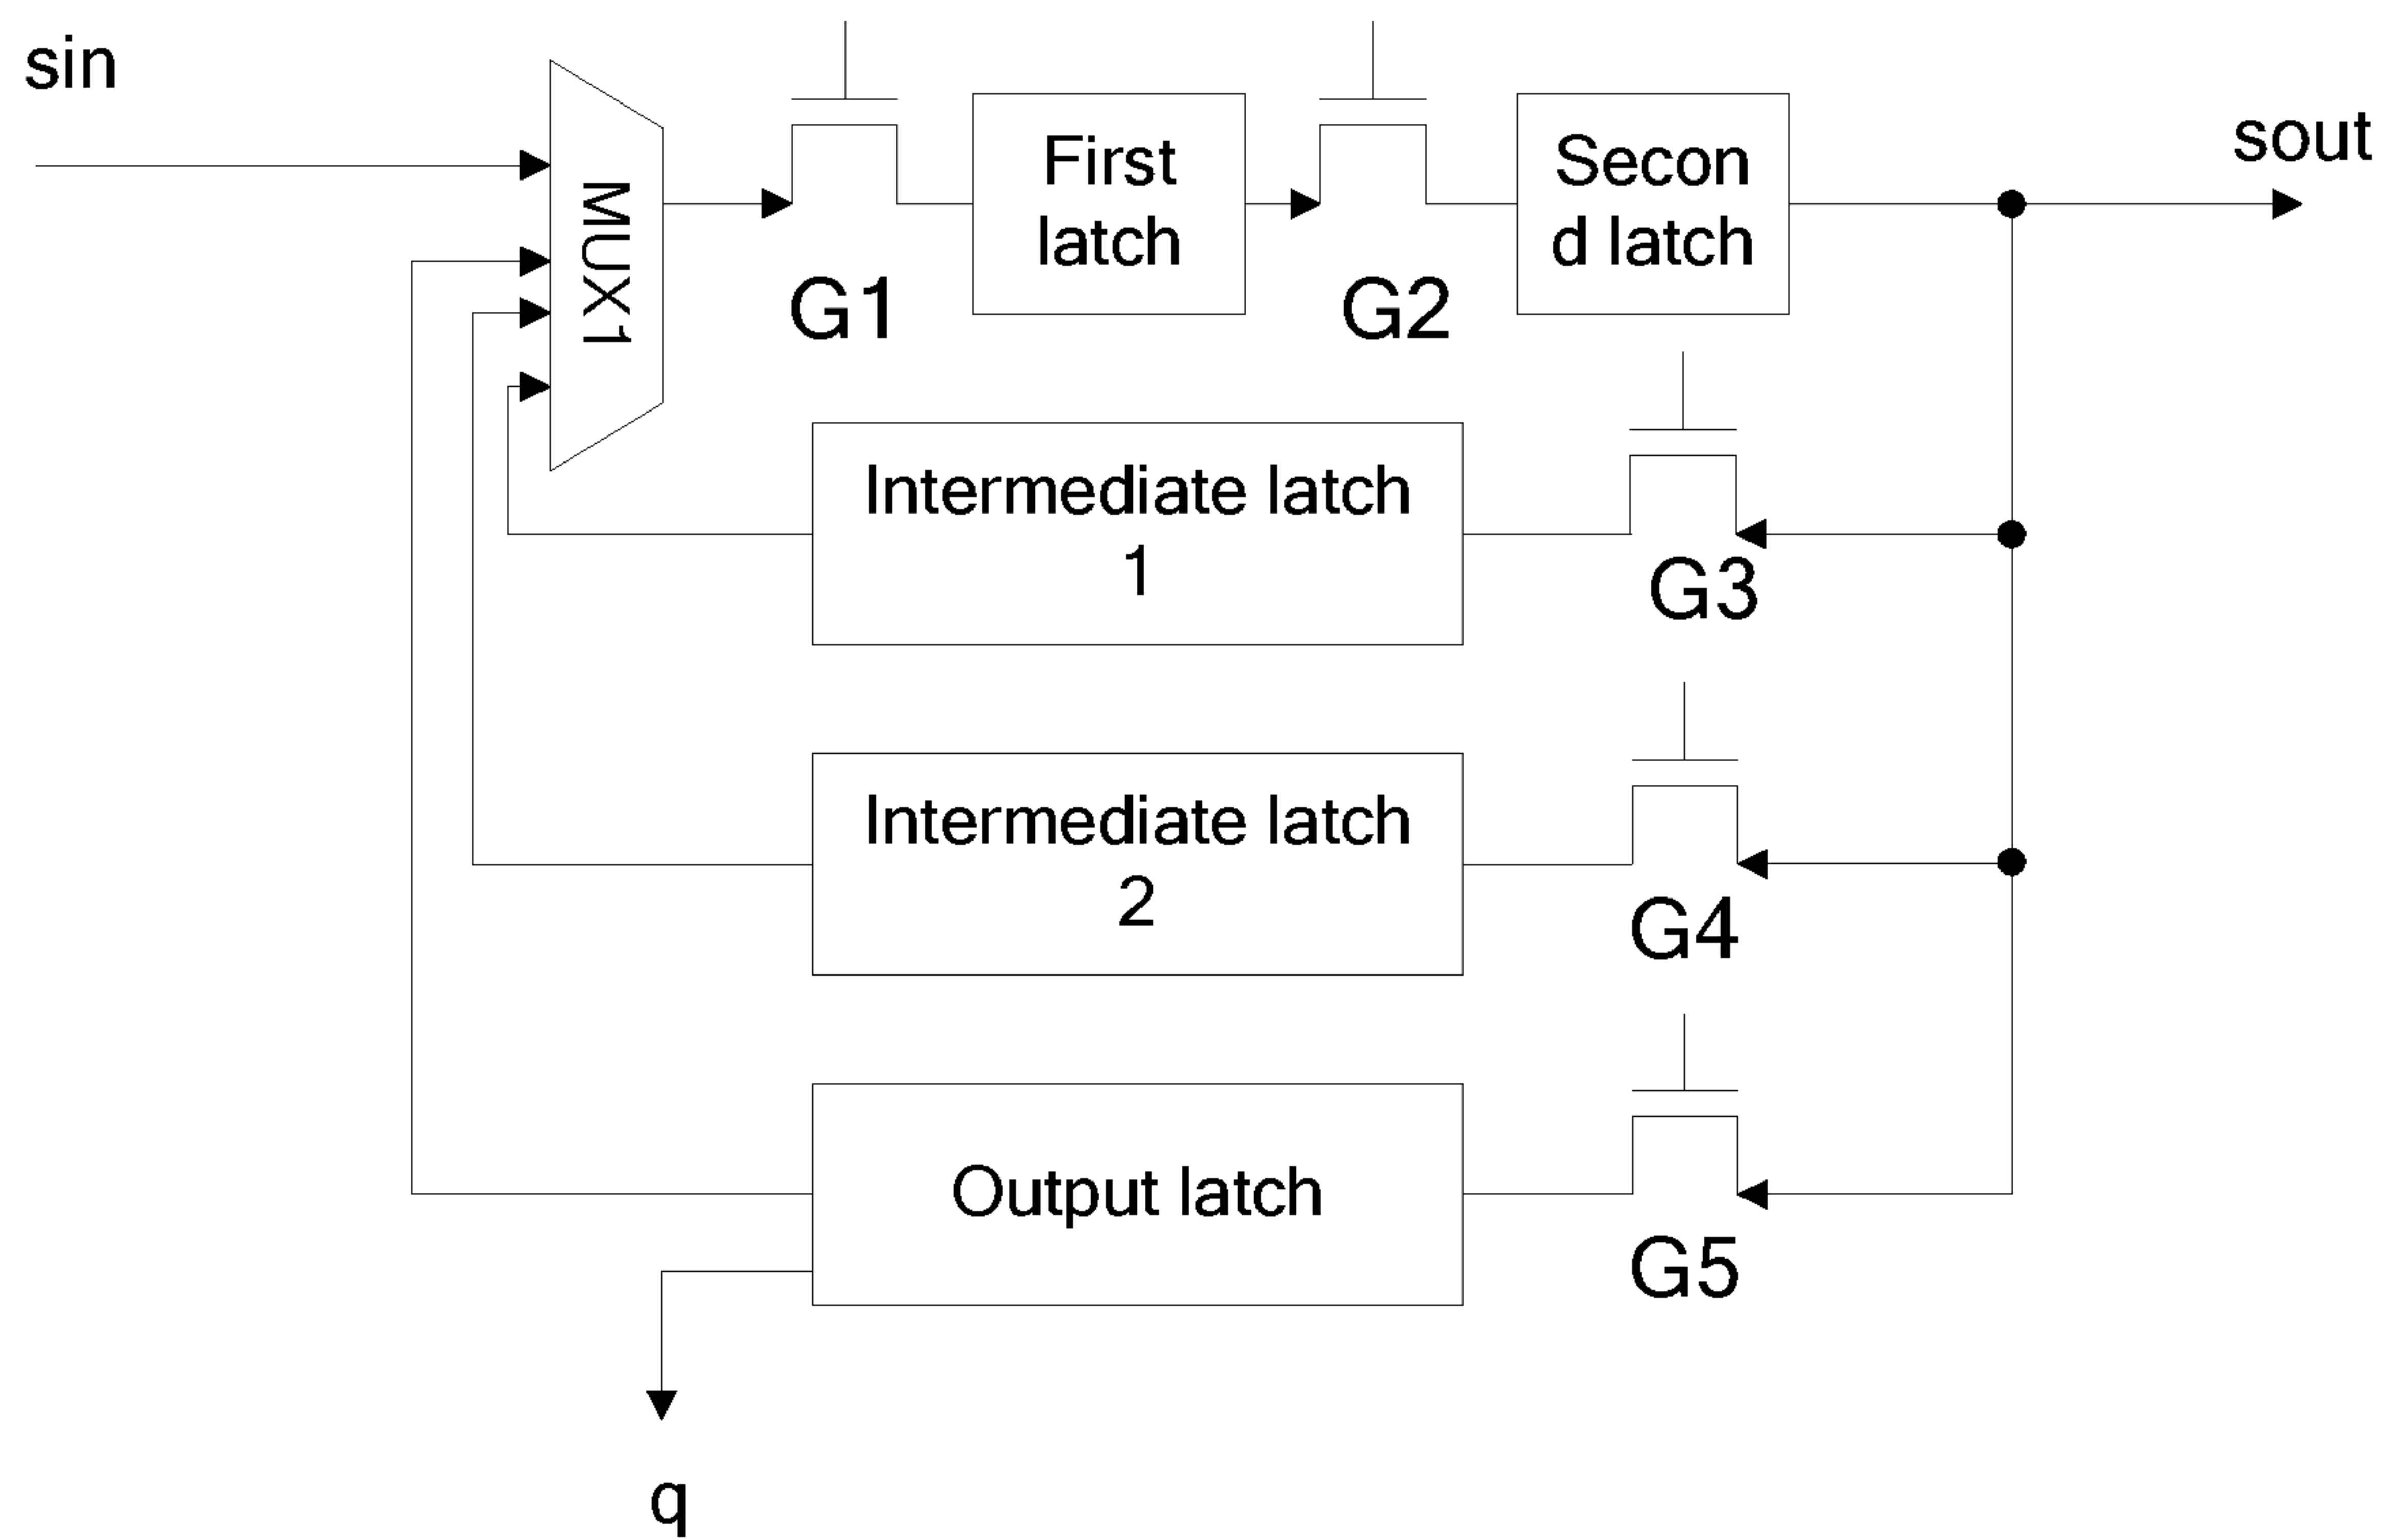 sin
sout
MUX1
First
latch
Secon
d latch
G1
G2
Intermediate latch
1
G3
Intermediate latch
2
G4
Output latch
G5
q